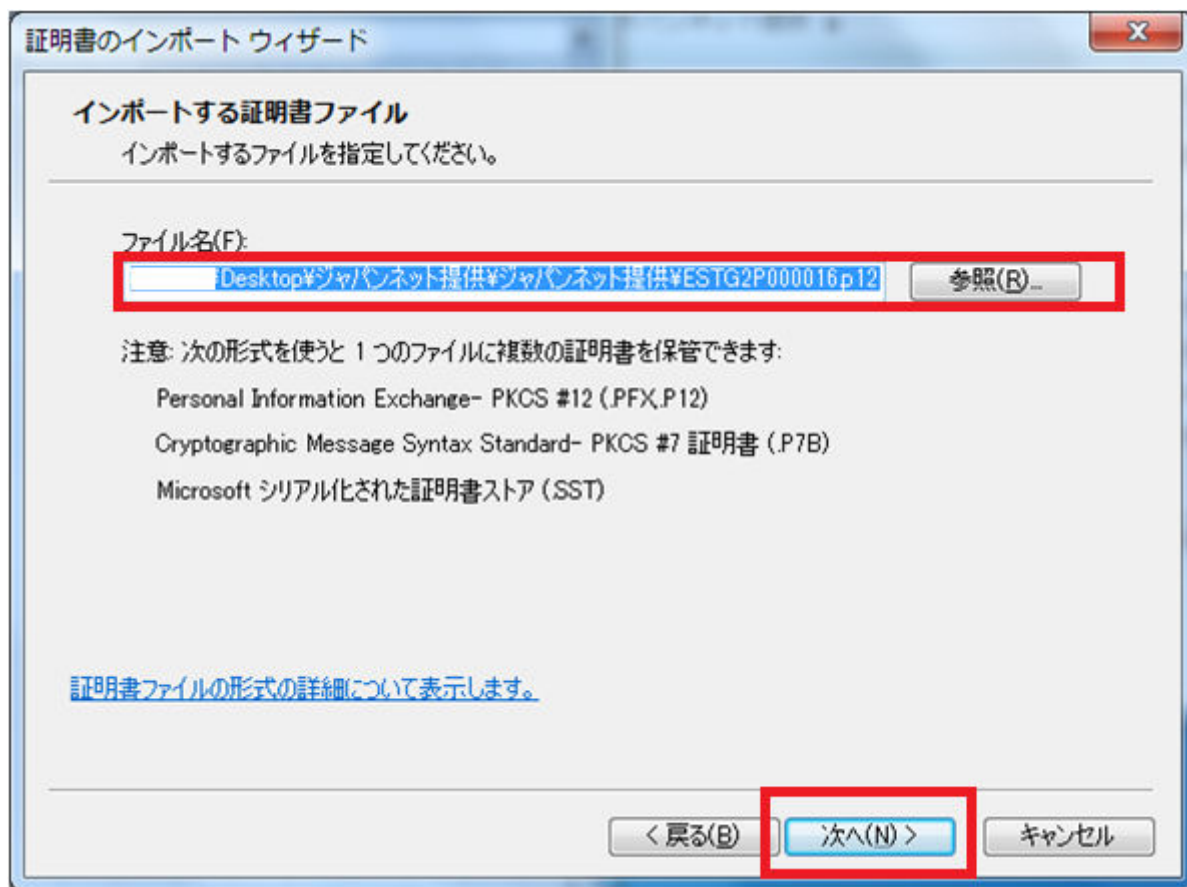 証明書のインポート ウィザード
インポートする証明書ファイル
インポートするファイルを指定してください。
ファイル名(F):
¥Desktop¥ジャパンネット提供¥ジャパンネット提供¥ESTG2P000016.p12
参照(R)...
注意: 次の形式を使うと 1 つのファイルに複数の証明書を保管できます:
Personal Information Exchange- PKCS #12 (.PFX,.P12)
Cryptographic Message Syntax Standard- PKCS #7 証明書 (.P7B)
Microsoft シリアル化された証明書ストア (.SST)
証明書ファイルの形式の詳細について表示します。
< 戻る(B)
次へ(N) >
キャンセル